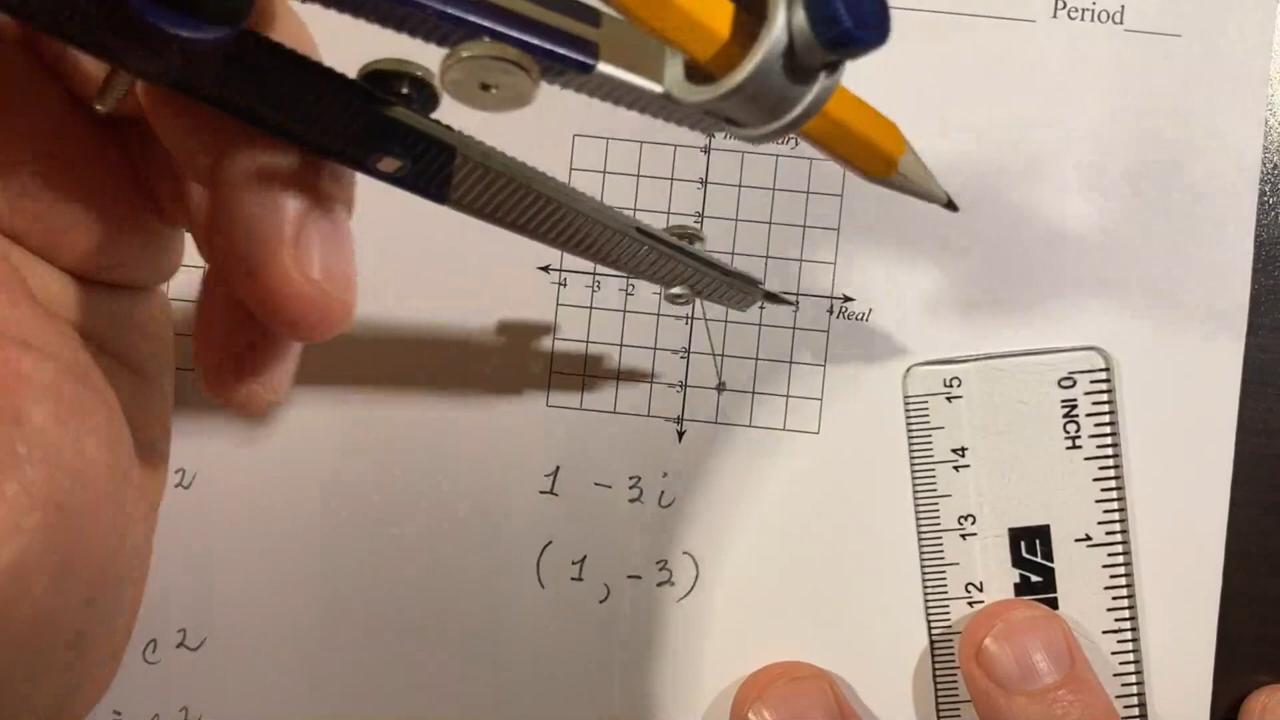 Period
4
3
2
-4 -3 -2
3 4 Real
-1
-2
-3
-4
1 -3i
(1, -3)
2
c2
0 INCH
1
15
14
13
12